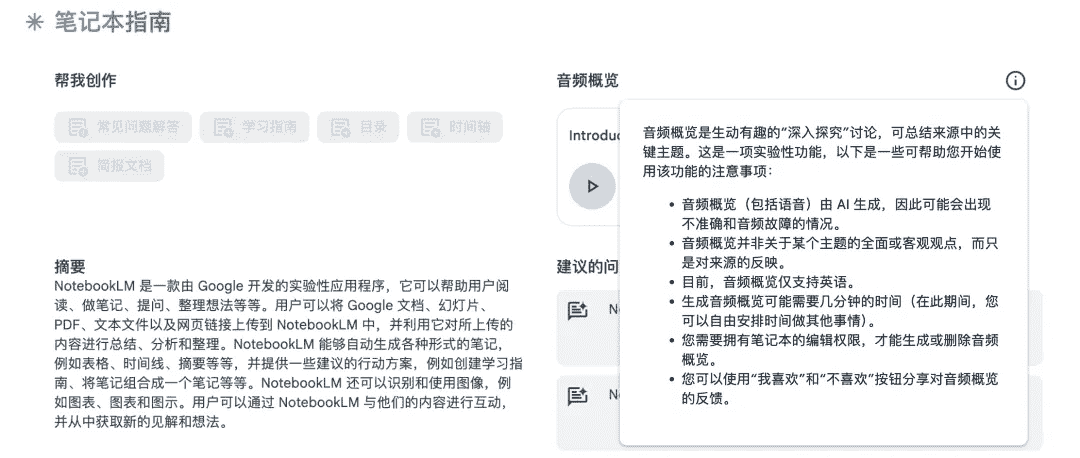 笔记本指南
帮我创作
常见问题解答
学习指南
目录
时间轴
简报文档
摘要
NotebookLM 是一款由 Google 开发的实验性应用程序，它可以帮助用户阅
读、做笔记、提问、整理想法等等。用户可以将 Google 文档、幻灯片、
PDF、文本文件以及网页链接上传到 NotebookLM 中，并利用它对所上传的
内容进行总结、分析和整理。NotebookLM 能够自动生成各种形式的笔记，
例如表格、时间线、摘要等等，并提供一些建议的行动方案，例如创建学习指
南、将笔记组合成一个笔记等等。NotebookLM 还可以识别和使用图像，例
如图表、图表和图示。用户可以通过 NotebookLM 与他们的内容进行互动，
并从中获取新的见解和想法。
音频概览
Introduc
音频概览是生动有趣的“深入探究”讨论，可总结来源中的关
键主题。这是一项实验性功能，以下是一些可帮助您开始使
用该功能的注意事项：
• 音频概览（包括语音）由 AI 生成，因此可能会出现
不准确和音频故障的情况。
• 音频概览并非关于某个主题的全面或客观观点，而只
是对来源的反映。
• 目前，音频概览仅支持英语。
• 生成音频概览可能需要几分钟的时间（在此期间，您
可以自由安排时间做其他事情）。
• 您需要拥有笔记本的编辑权限，才能生成或删除音频
概览。
• 您可以使用“我喜欢”和“不喜欢”按钮分享对音频概览
的反馈。
建议的问